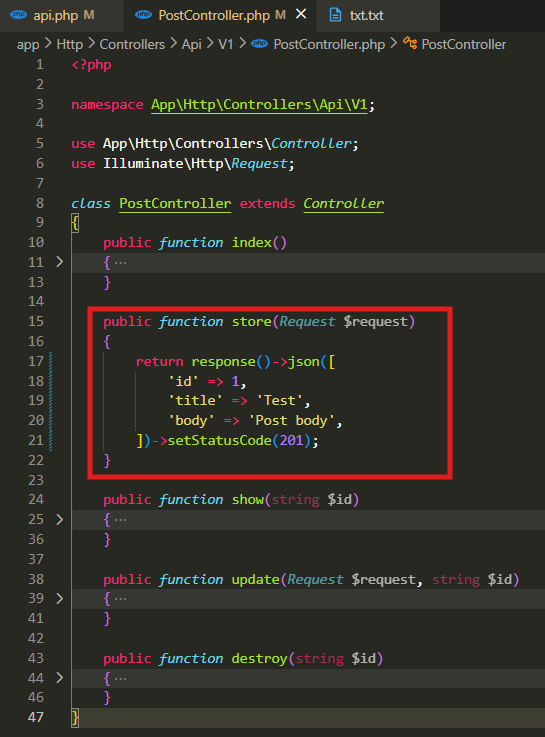 php api.php M
php PostController.php M ×
txt.txt
app > Http > Controllers > Api > V1 > php PostController.php > PostController
1 <?php
2
3 namespace App\Http\Controllers\Api\V1;
4
5 use App\Http\Controllers\Controller;
6 use Illuminate\Http\Request;
7
8 class PostController extends Controller
9 {
10     public function index()
11 >     { ...
13     }
14
15     public function store(Request $request)
16     {
17         return response()->json([
18             'id' => 1,
19             'title' => 'Test',
20             'body' => 'Post body',
21         ])->setStatusCode(201);
22     }
23
24     public function show(string $id)
25 >     { ...
36     }
37
38     public function update(Request $request, string $id)
39 >     { ...
41     }
42
43     public function destroy(string $id)
44 >     { ...
46     }
47 }